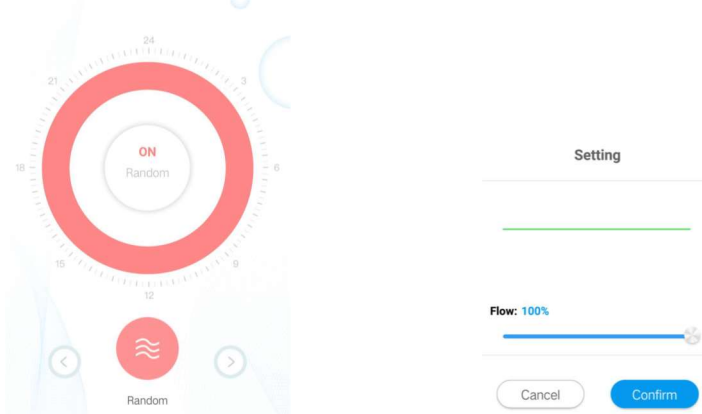 24
21
3
ON
Random
18
6
15
9
12
Random
Setting
Flow: 100%
Cancel
Confirm